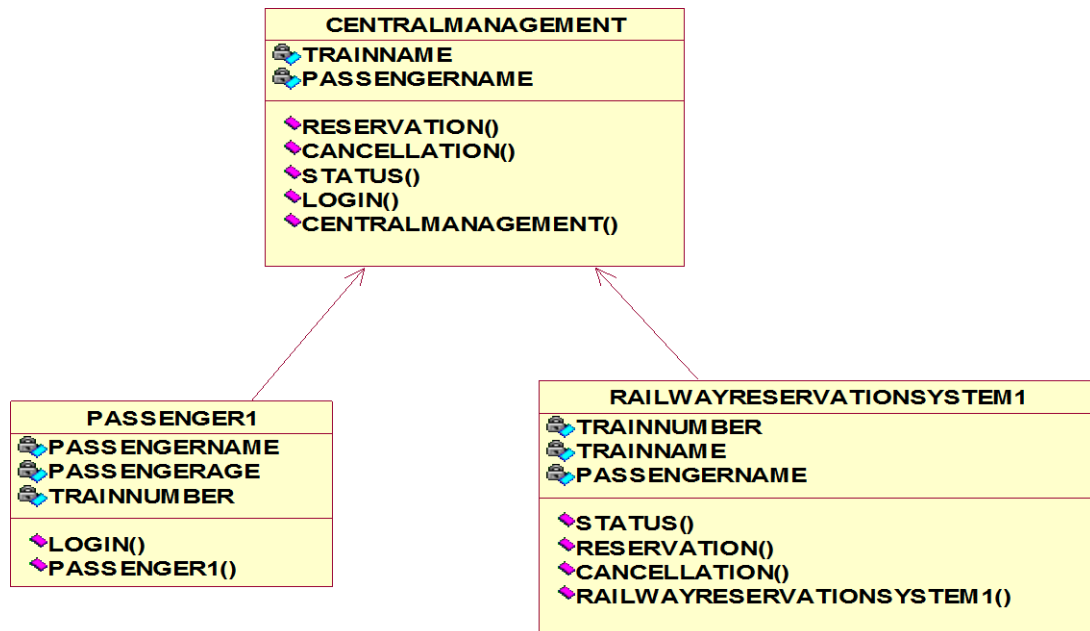 CENTRALMANAGEMENT
TRAINNAME
PASSENGERNAME
RESERVATION()
CANCELLATION()
STATUS()
LOGIN()
CENTRALMANAGEMENT()
PASSENGER1
PASSENGERNAME
PASSENGERAGE
TRAINNUMBER
LOGIN()
PASSENGER1()
RAILWAYRESERVATIONSYSTEM1
TRAINNUMBER
TRAINNAME
PASSENGERNAME
STATUS()
RESERVATION()
CANCELLATION()
RAILWAYRESERVATIONSYSTEM1()